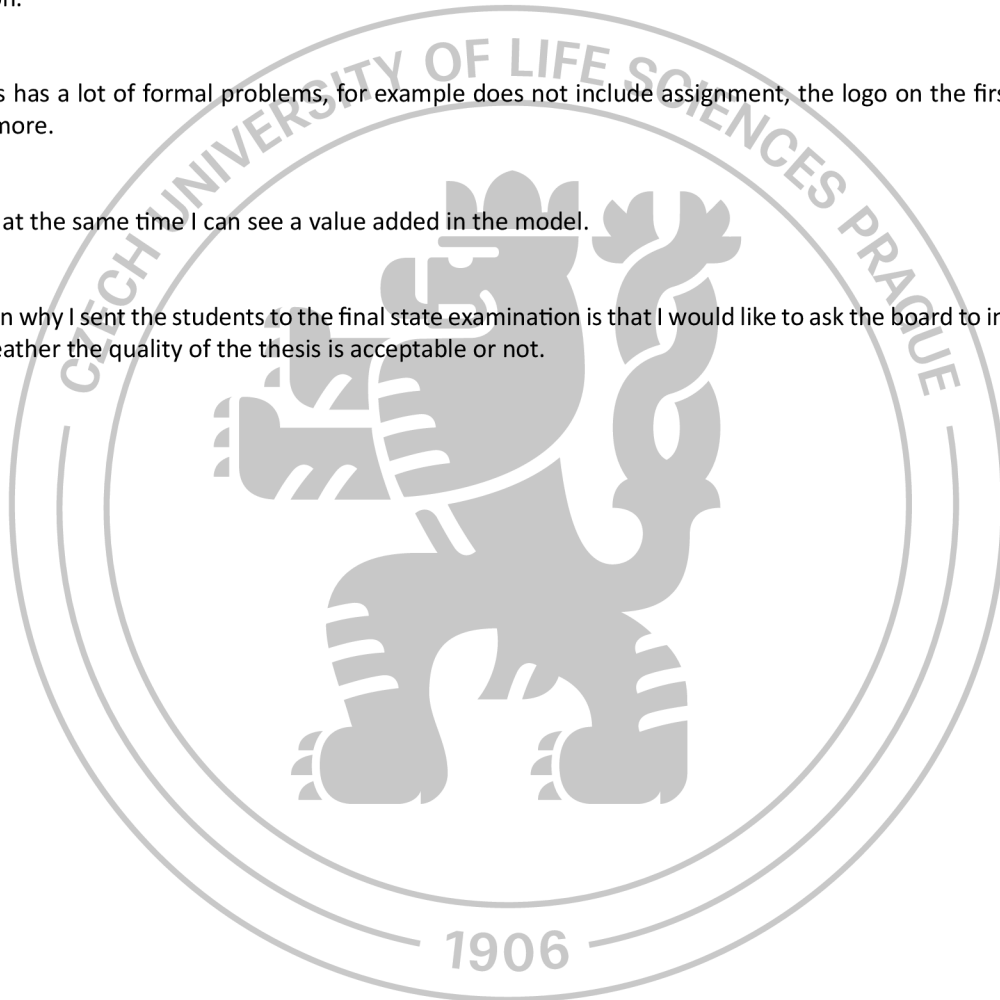 s has a lot of formal problems, for example does not include assignment, the logo on the firs
more.
at the same time I can see a value added in the model.
n why I sent the students to the final state examination is that I would like to ask the board to in
eather the quality of the thesis is acceptable or not.
CZECH UNIVERSITY OF LIFE SCIENCES PRAGUE
1906